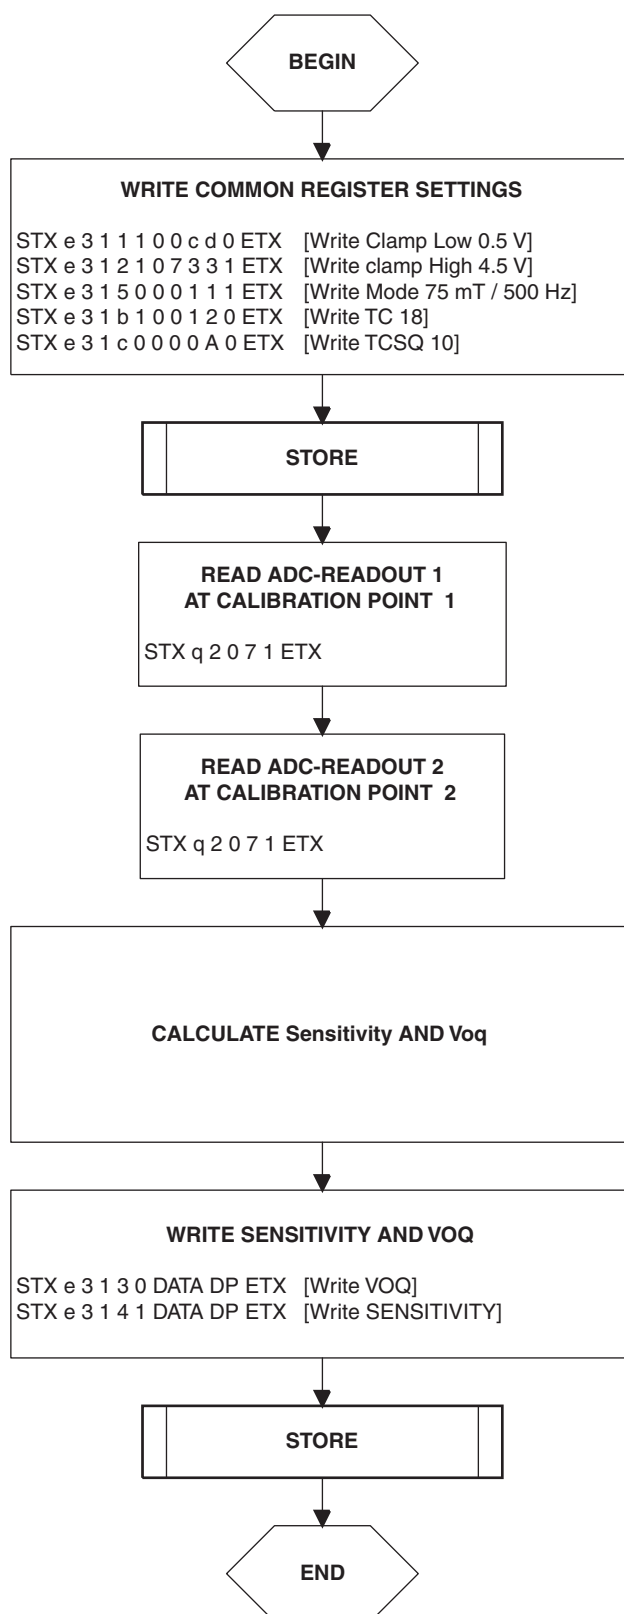 BEGIN
WRITE COMMON REGISTER SETTINGS
STX e 3 1 1 1 0 0 c d 0 ETX [Write Clamp Low 0.5 V]
STX e 3 1 2 1 0 7 3 3 1 ETX [Write clamp High 4.5 V]
STX e 3 1 5 0 0 0 1 1 1 ETX [Write Mode 75 mT / 500 Hz]
STX e 3 1 b 1 0 0 1 2 0 ETX [Write TC 18]
STX e 3 1 c 0 0 0 0 A 0 ETX [Write TCSQ 10]
STORE
READ ADC-READOUT 1
AT CALIBRATION POINT 1
STX q 2 0 7 1 ETX
READ ADC-READOUT 2
AT CALIBRATION POINT 2
STX q 2 0 7 1 ETX
CALCULATE Sensitivity AND Voq
WRITE SENSITIVITY AND VOQ
STX e 3 1 3 0 DATA DP ETX [Write VOQ]
STX e 3 1 4 1 DATA DP ETX [Write SENSITIVITY]
STORE
END